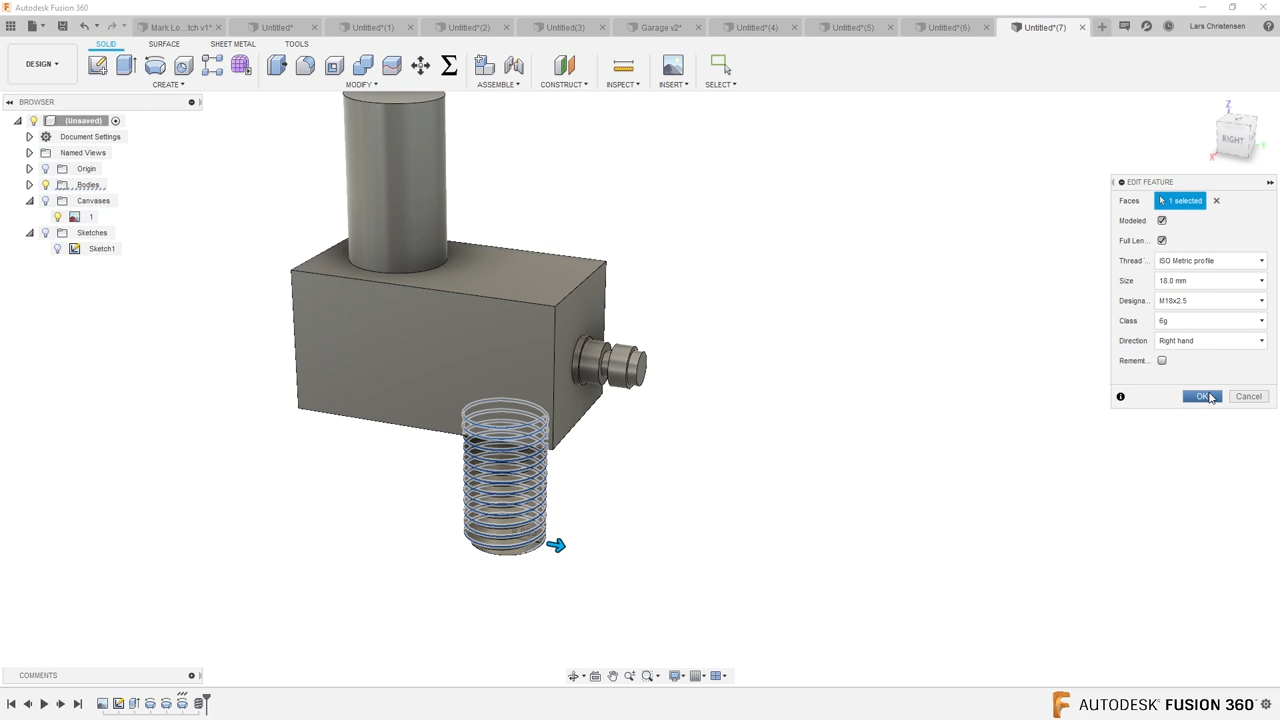 Autodesk Fusion 360
Mark Lo... tch v1*
Untitled*
Untitled*(1)
Untitled*(2)
Untitled(3)
Garage v2*
Untitled*(4)
Untitled*(5)
Untitled*(6)
Untitled*(7)
Lars Christensen
SOLID
SURFACE
SHEET METAL
TOOLS
DESIGN
CREATE
MODIFY
ASSEMBLE
CONSTRUCT
INSPECT
INSERT
SELECT
BROWSER
(Unsaved)
Document Settings
Named Views
Origin
Bodies
Canvases
1
Sketches
Sketch1
Z
RIGHT
X
Y
EDIT FEATURE
Faces 1 selected
Modeled
Full Len...
Thread'... ISO Metric profile
Size 18.0 mm
Designa... M18x2.5
Class 6g
Direction Right hand
Rememt...
OK Cancel
COMMENTS
AUTODESK® FUSION 360°